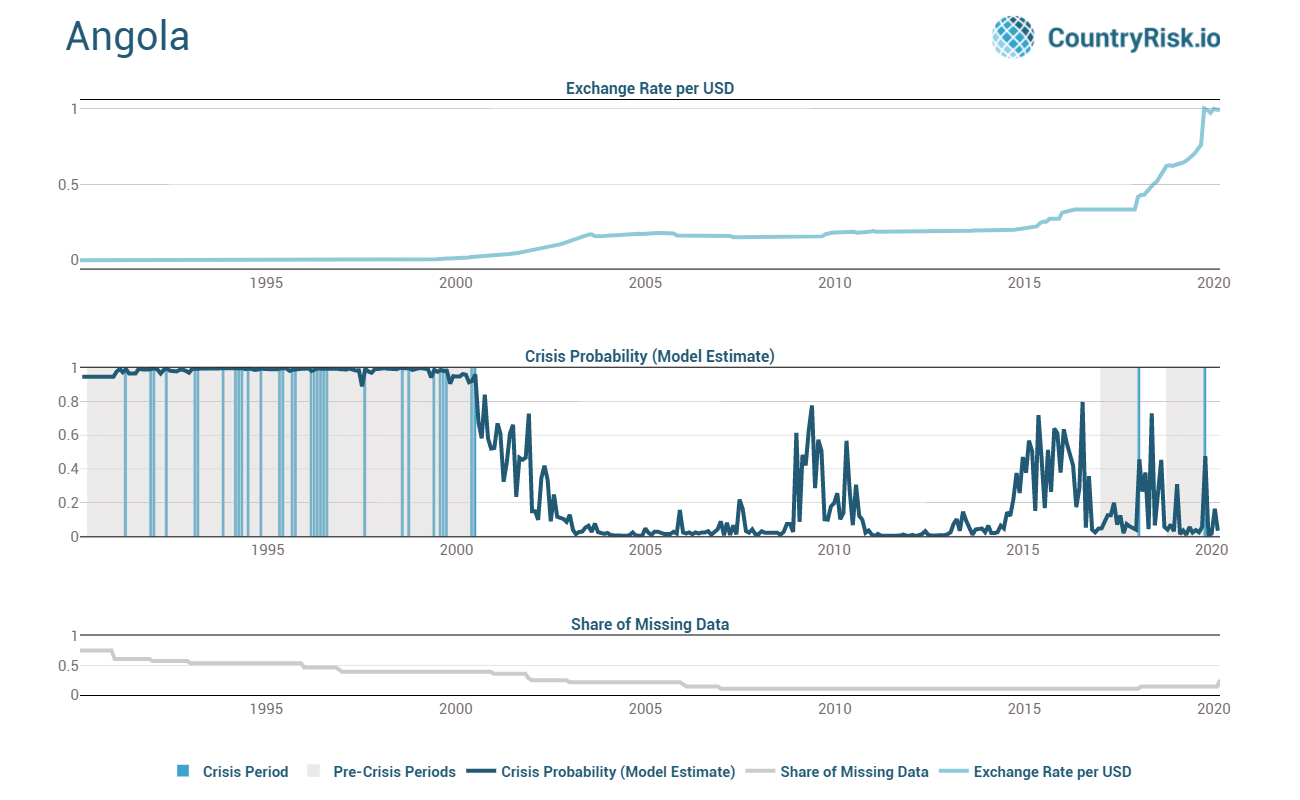 Angola
CountryRisk.io
Exchange Rate per USD
1
0.5
0
1995 2000 2005 2010 2015 2020
Crisis Probability (Model Estimate)
1
0.8
0.6
0.4
0.2
0
1995 2000 2005 2010 2015 2020
Share of Missing Data
1
0.5
0
1995 2000 2005 2010 2015 2020
Crisis Period Pre-Crisis Periods Crisis Probability (Model Estimate) Share of Missing Data Exchange Rate per USD